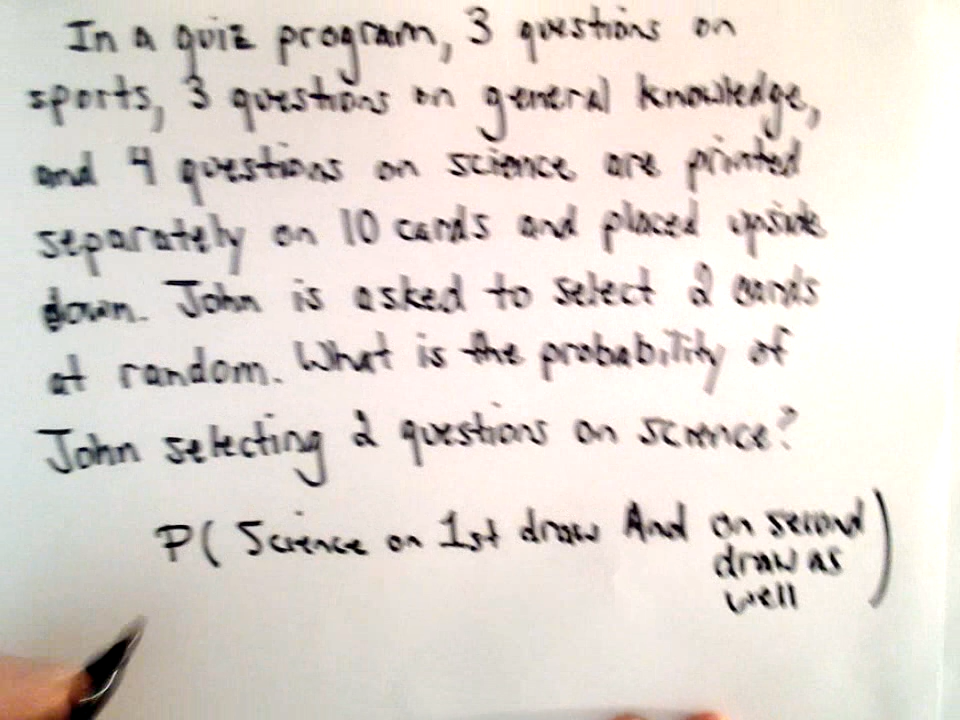 In a quiz program, 3 questions on
sports, 3 questions on general knowledge,
and 4 questions on science are printed
separately on 10 cards and placed upside
down. John is asked to select 2 cards
at random. What is the probability of
John selecting 2 questions on science?
P( Science on 1st draw And on second
draw as
well )